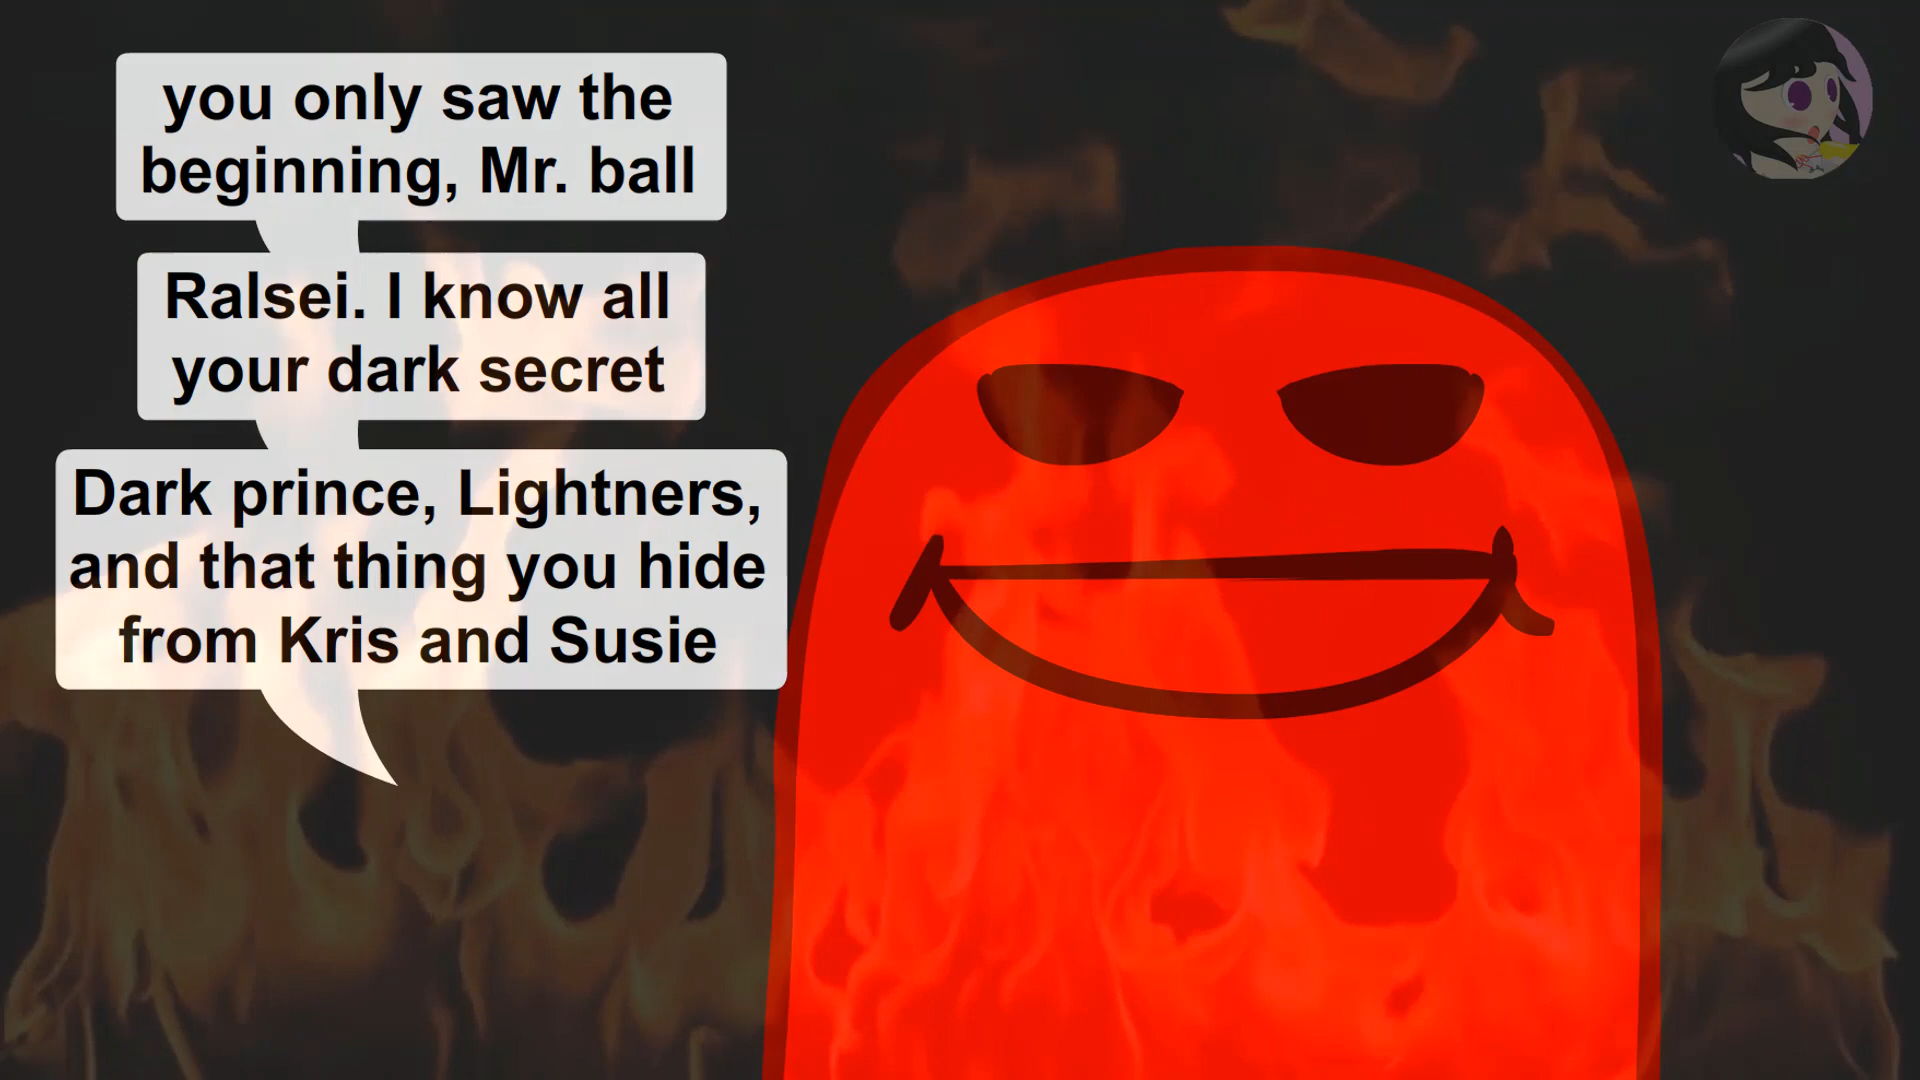 you only saw the
beginning, Mr. ball
Ralsei. I know all
your dark secret
Dark prince, Lightners,
and that thing you hide
from Kris and Susie